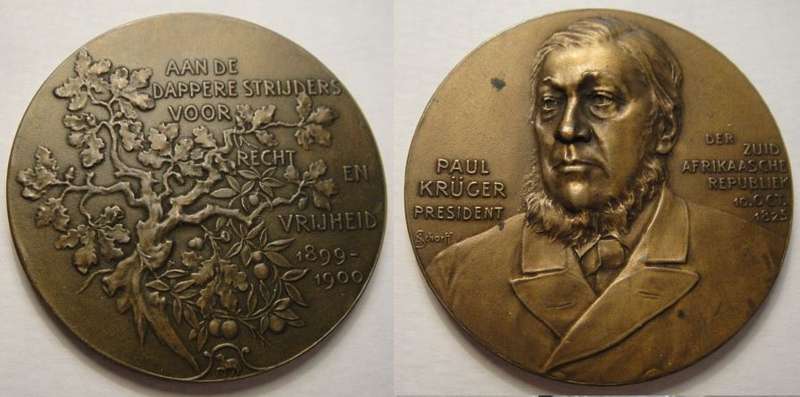 AAN DE
DAPPERE STRIJDERS
VOOR
RECHT
EN
VRIJHEID
1899-
1900
PAUL
KRÜGER
PRESIDENT
DER
ZUID
AFRIKAASCHE
REPUBLIEK
10. OCT.
1825
Scharff